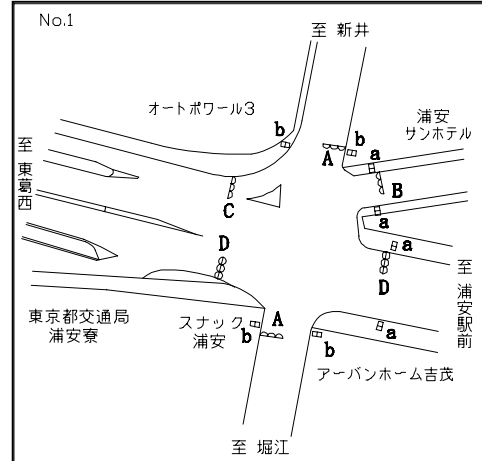 No.1
至 新井
オートポワール3
浦安
サンホテル
b
A
b
a
至 東葛西
B
C
a
D
a
D
至 浦安駅前
東京都交通局
浦安寮
スナック
浦安
A
b
a
b
アーバンホーム吉茂
至 堀江